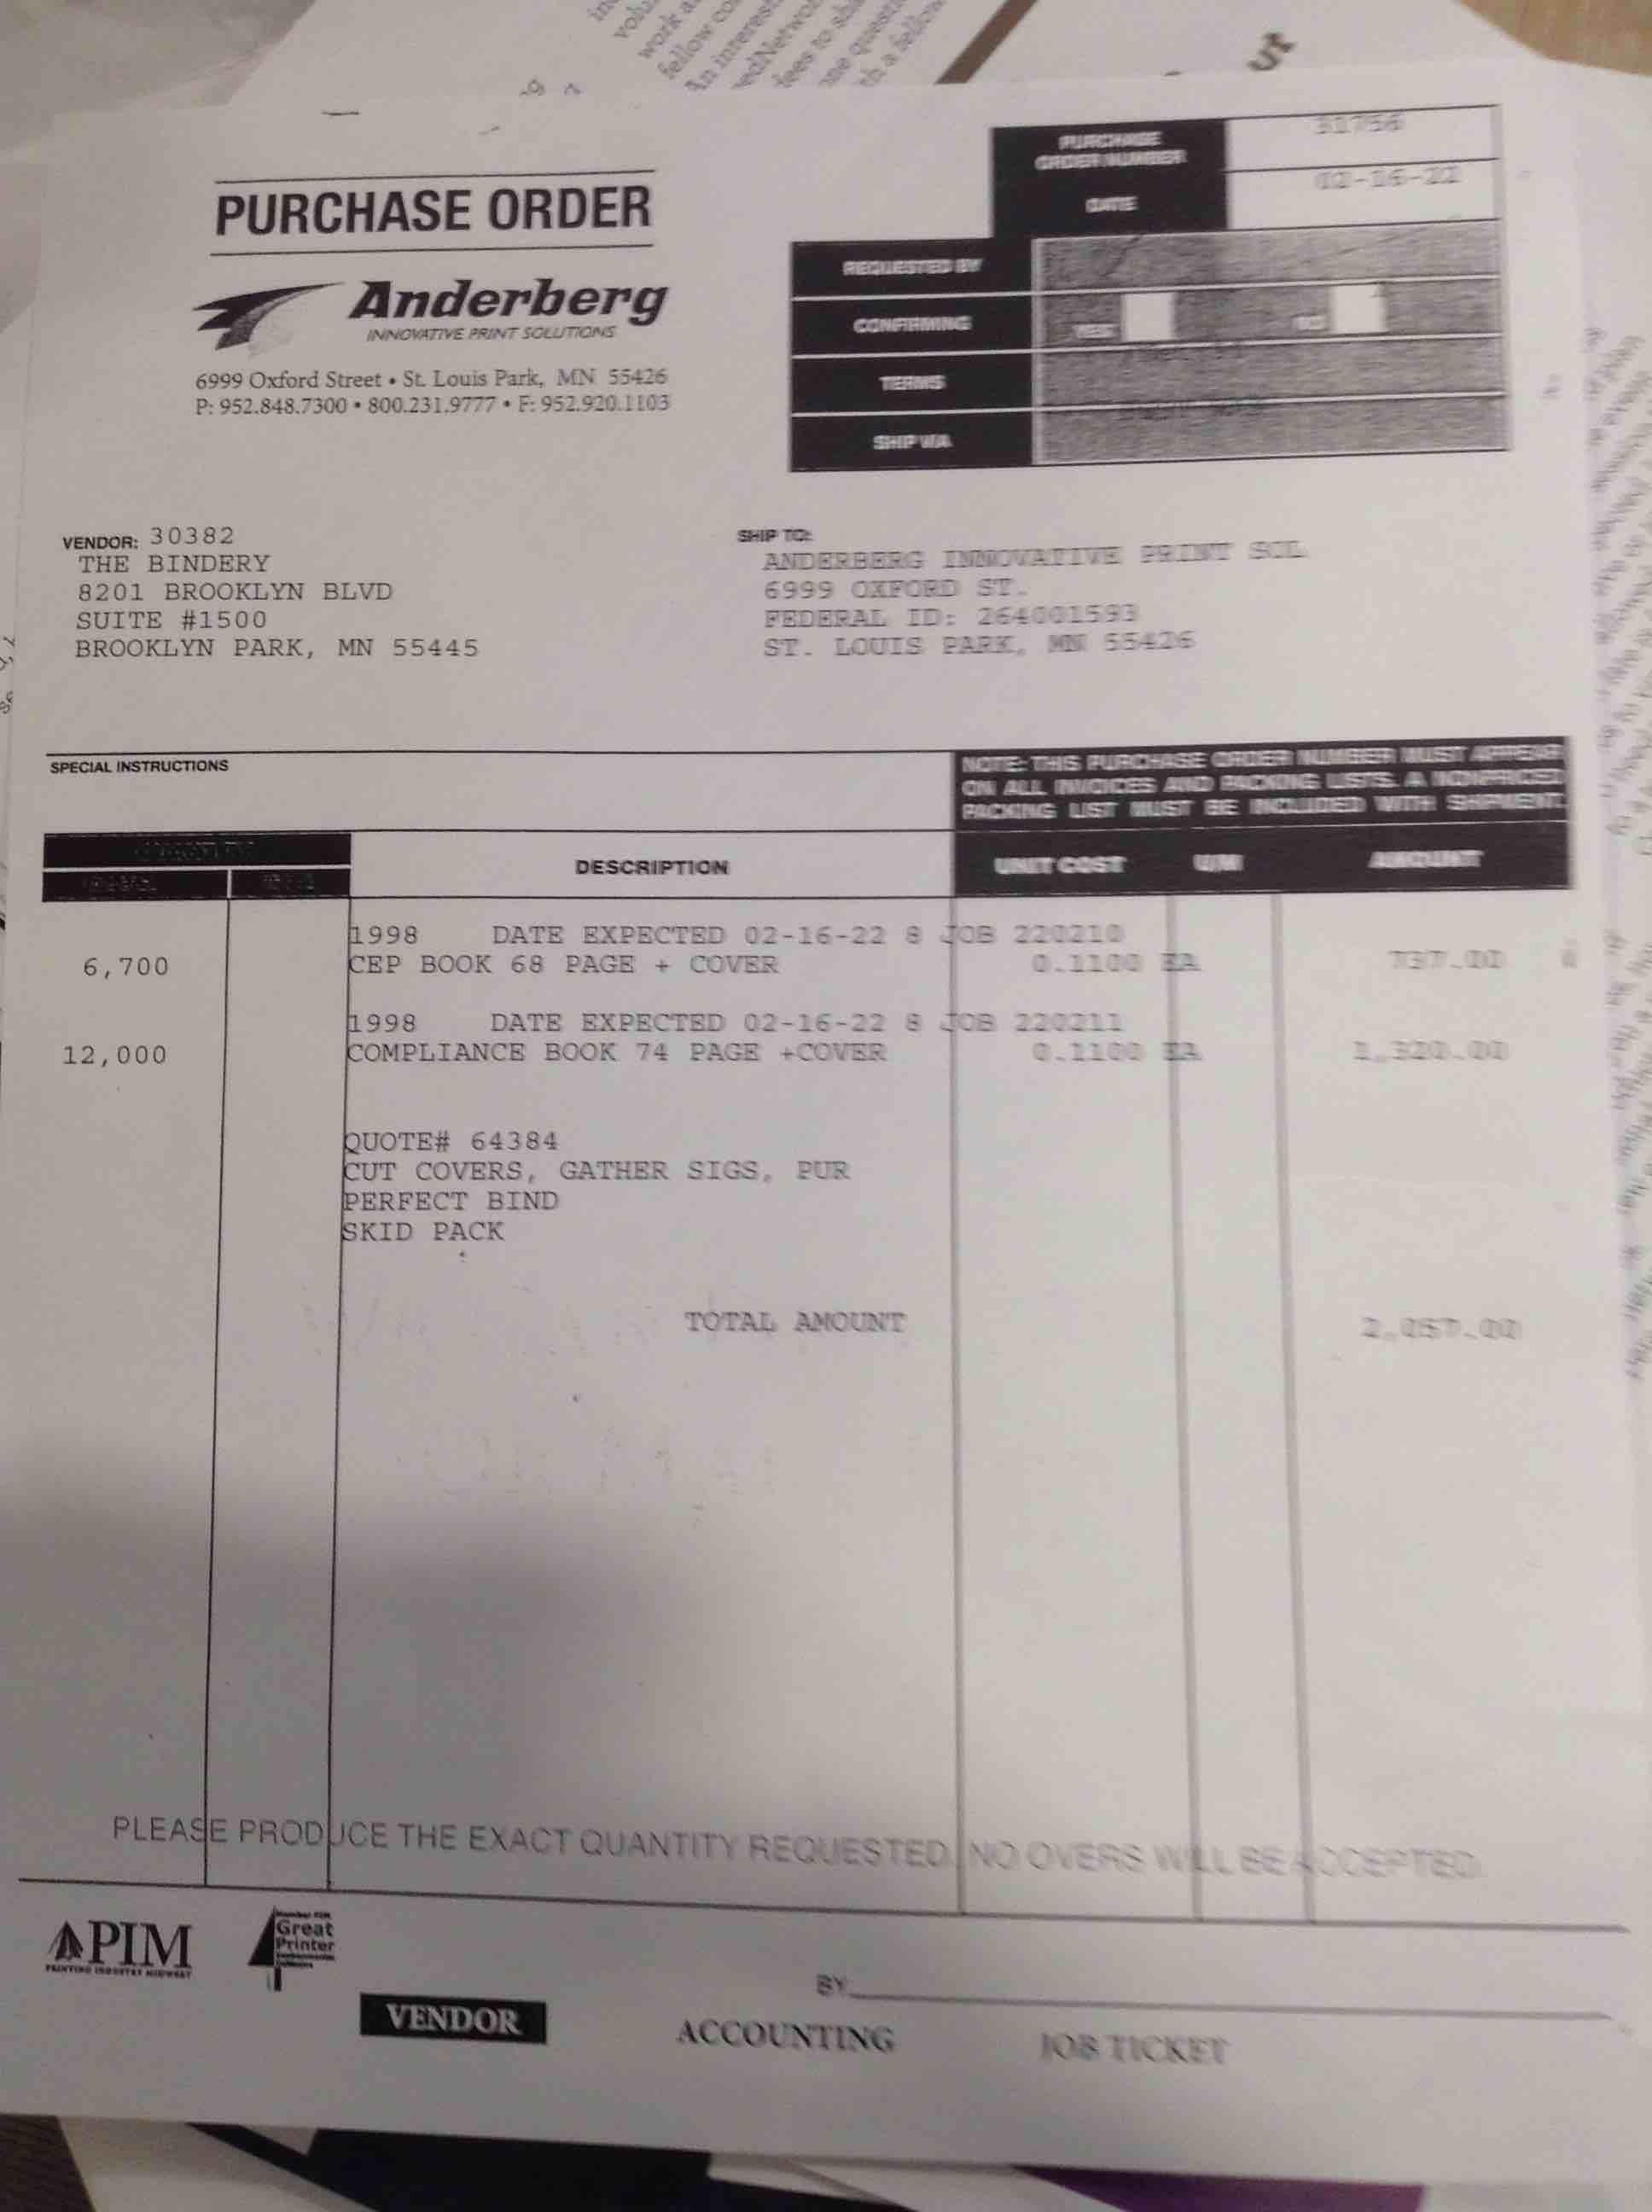 PURCHASE ORDER
Anderberg
INNOVATIVE PRINT SOLUTIONS
6999 Oxford Street • St. Louis Park, MN 55426
P: 952.848.7300 • 800.231.9777 • F: 952.920.1103
PURCHASE ORDER NUMBER 31756
DATE 02-16-22
REQUESTED BY
CONFIRMING YES NO
TERMS
SHIP VIA
VENDOR: 30382
THE BINDERY
8201 BROOKLYN BLVD
SUITE #1500
BROOKLYN PARK, MN 55445
SHIP TO:
ANDERBERG INNOVATIVE PRINT SOL
6999 OXFORD ST.
FEDERAL ID: 264001593
ST. LOUIS PARK, MN 55426
SPECIAL INSTRUCTIONS
NOTE: THIS PURCHASE ORDER NUMBER MUST APPEAR
ON ALL INVOICES AND PACKING LISTS. A NONPRICED
PACKING LIST MUST BE INCLUDED WITH SHIPMENT.
DESCRIPTION UNIT COST U/M AMOUNT
1998 DATE EXPECTED 02-16-22 8 JOB 220210
6,700 CEP BOOK 68 PAGE + COVER 0.1100 EA 737.00
1998 DATE EXPECTED 02-16-22 8 JOB 220211
12,000 COMPLIANCE BOOK 74 PAGE +COVER 0.1100 EA 1,320.00
QUOTE# 64384
CUT COVERS, GATHER SIGS, PUR
PERFECT BIND
SKID PACK
TOTAL AMOUNT 2,057.00
PLEASE PRODUCE THE EXACT QUANTITY REQUESTED. NO OVERS WILL BE ACCEPTED.
PIM
PRINTING INDUSTRY MIDWEST
Great
Printer
BY
VENDOR ACCOUNTING JOB TICKET